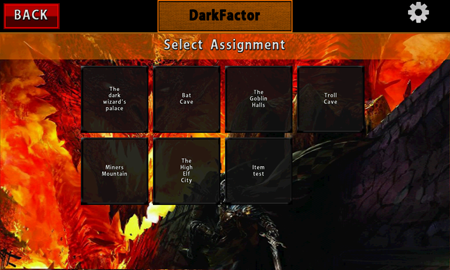 BACK
DarkFactor
Select Assignment
The
dark
wizard's
palace
Bat
Cave
The
Goblin
Halls
Troll
Cave
Miners
Mountain
The
High
Elf
City
Item
test